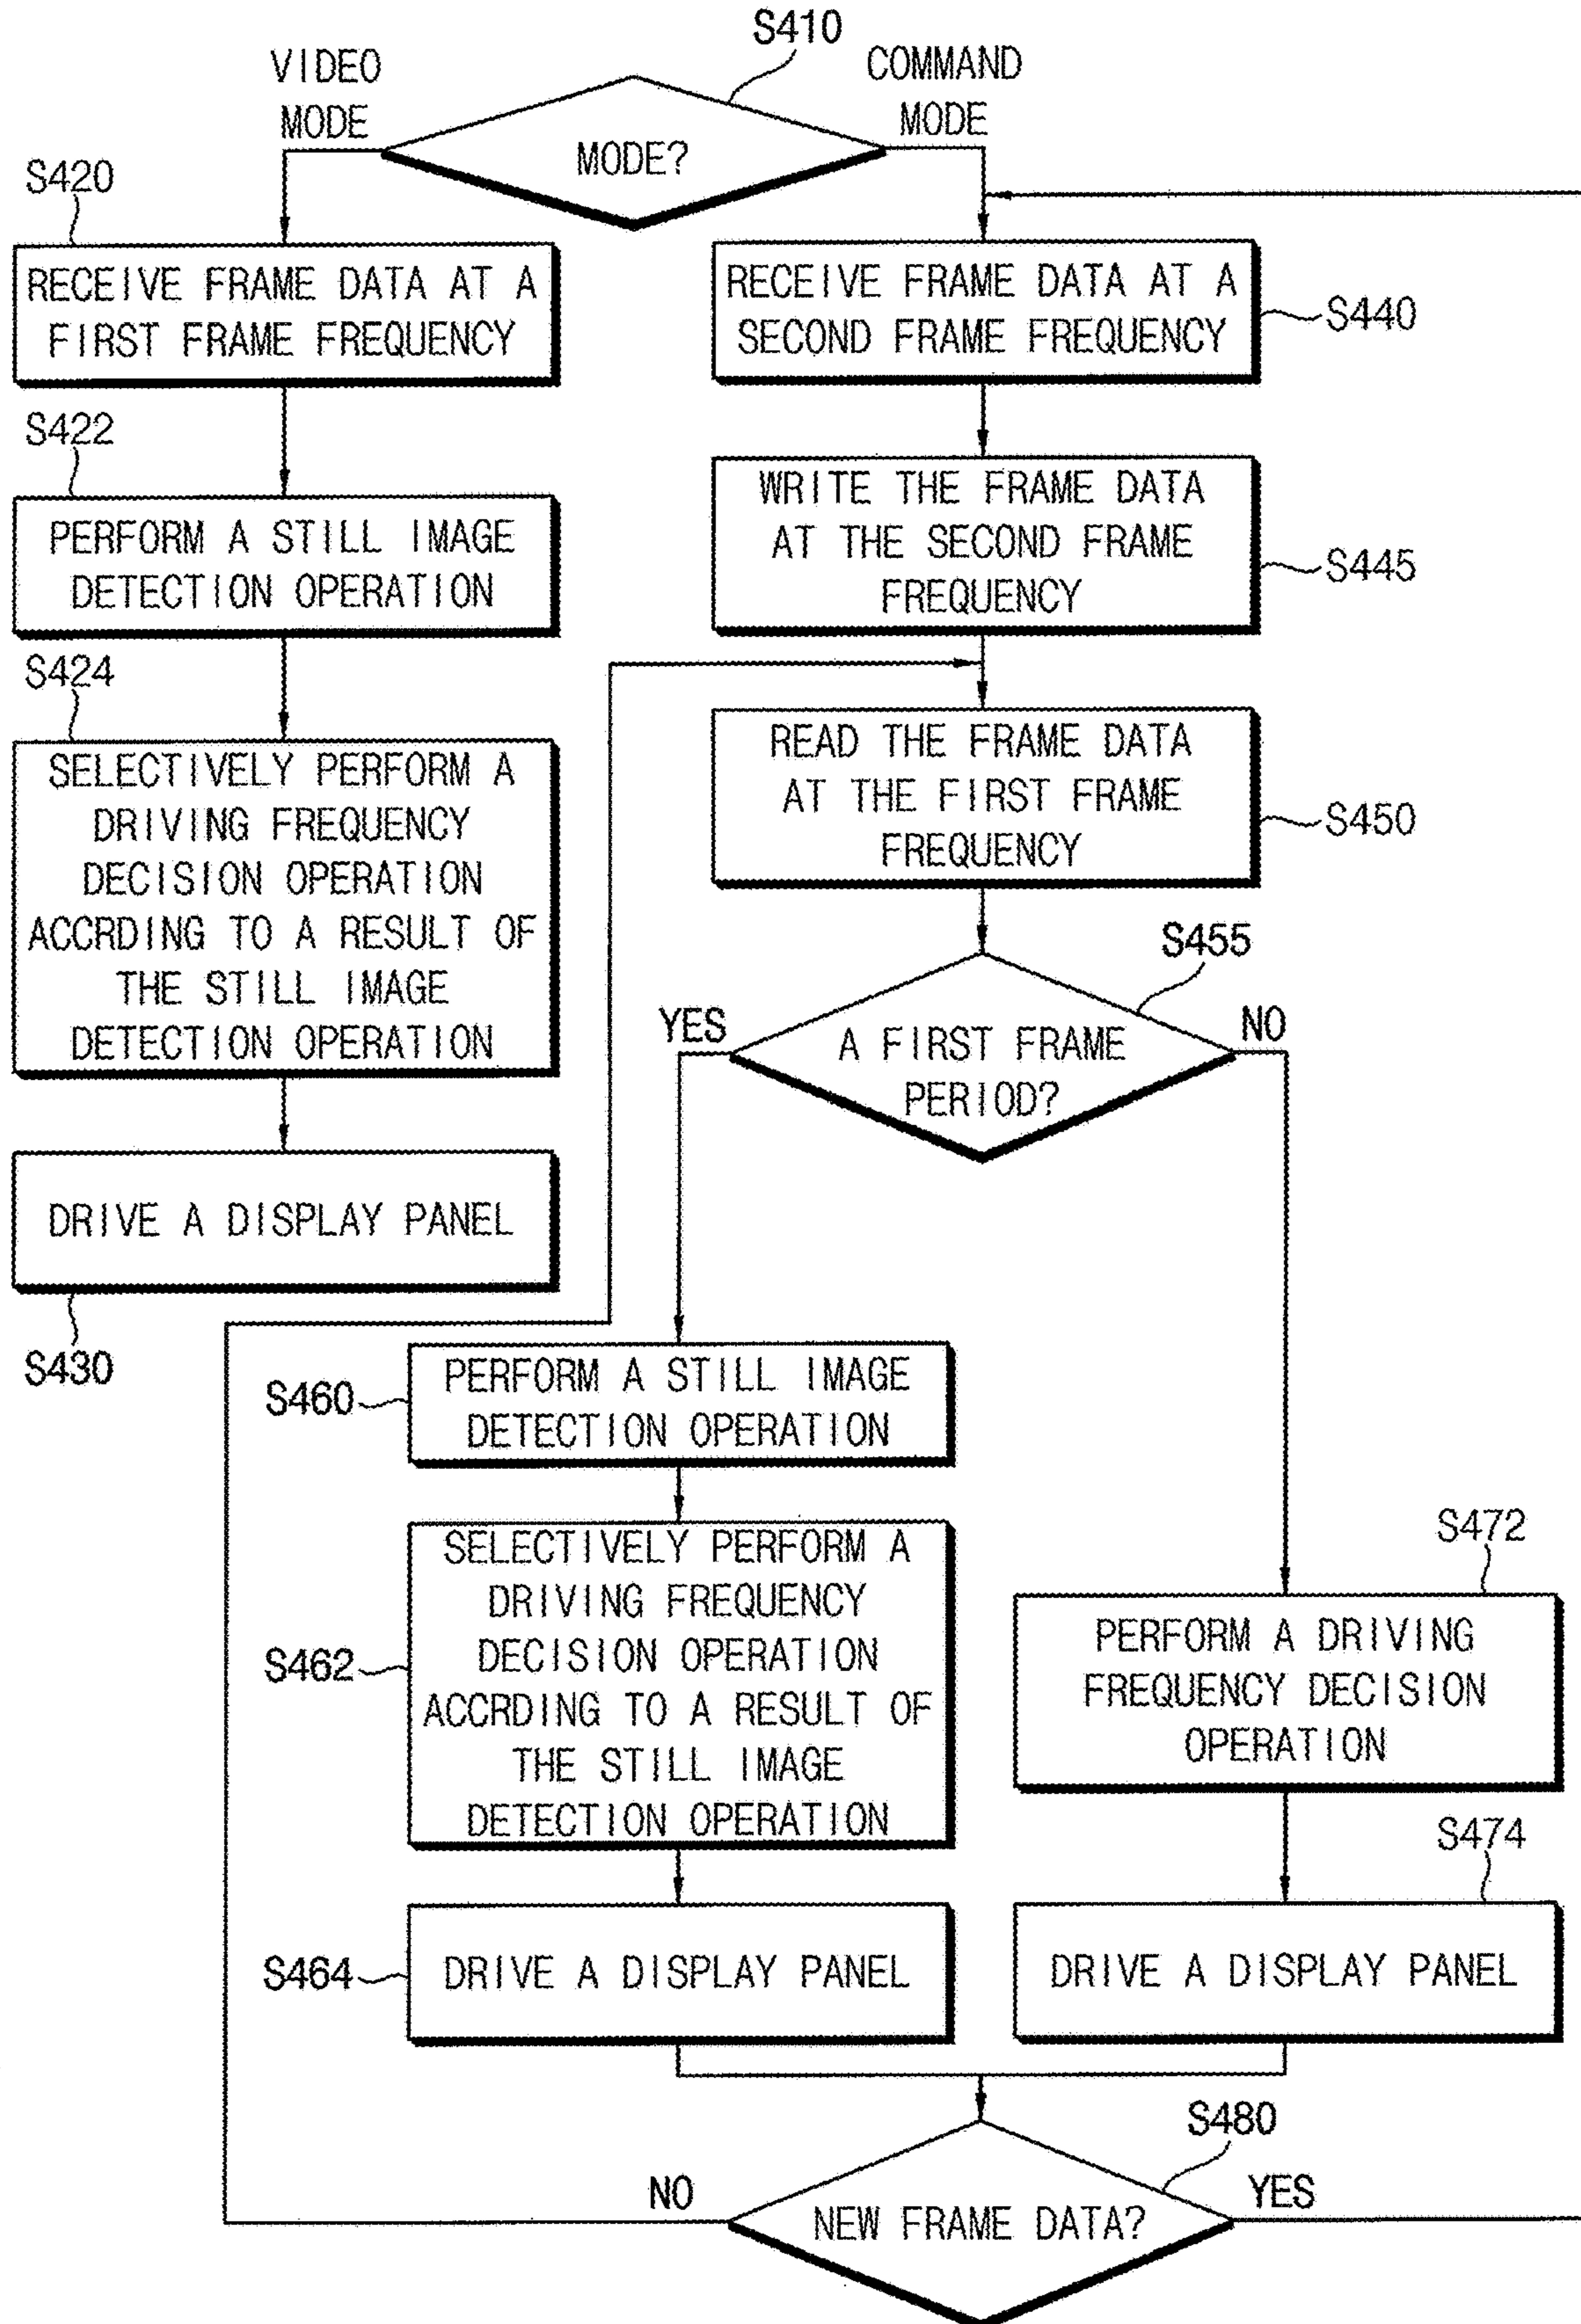 S410
VIDEO
MODE
COMMAND
MODE
MODE?
S420
RECEIVE FRAME DATA AT A
FIRST FRAME FREQUENCY
S422
PERFORM A STILL IMAGE
DETECTION OPERATION
S424
SELECTIVELY PERFORM A
DRIVING FREQUENCY
DECISION OPERATION
ACCRDING TO A RESULT OF
THE STILL IMAGE
DETECTION OPERATION
DRIVE A DISPLAY PANEL
S430
RECEIVE FRAME DATA AT A
SECOND FRAME FREQUENCY
S440
WRITE THE FRAME DATA
AT THE SECOND FRAME
FREQUENCY
S445
READ THE FRAME DATA
AT THE FIRST FRAME
FREQUENCY
S450
S455
YES
NO
A FIRST FRAME
PERIOD?
S460
PERFORM A STILL IMAGE
DETECTION OPERATION
S462
SELECTIVELY PERFORM A
DRIVING FREQUENCY
DECISION OPERATION
ACCRDING TO A RESULT OF
THE STILL IMAGE
DETECTION OPERATION
S464
DRIVE A DISPLAY PANEL
S472
PERFORM A DRIVING
FREQUENCY DECISION
OPERATION
S474
DRIVE A DISPLAY PANEL
S480
NO
YES
NEW FRAME DATA?